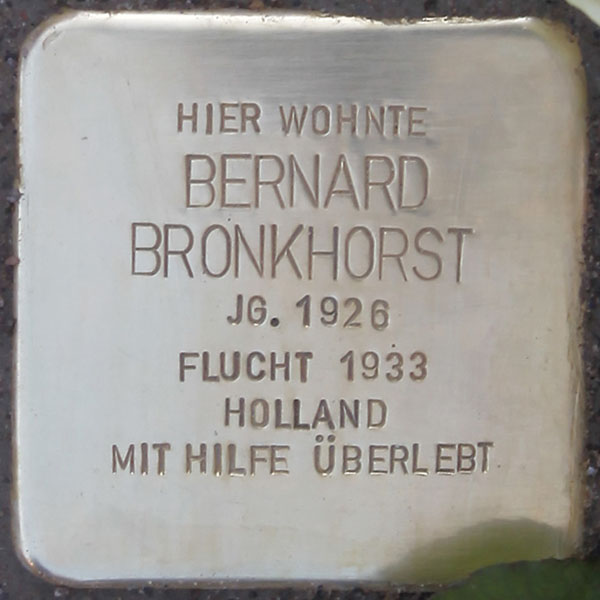 HIER WOHNTE
BERNARD
BRONKHORST
JG. 1926
FLUCHT 1933
HOLLAND
MIT HILFE ÜBERLEBT